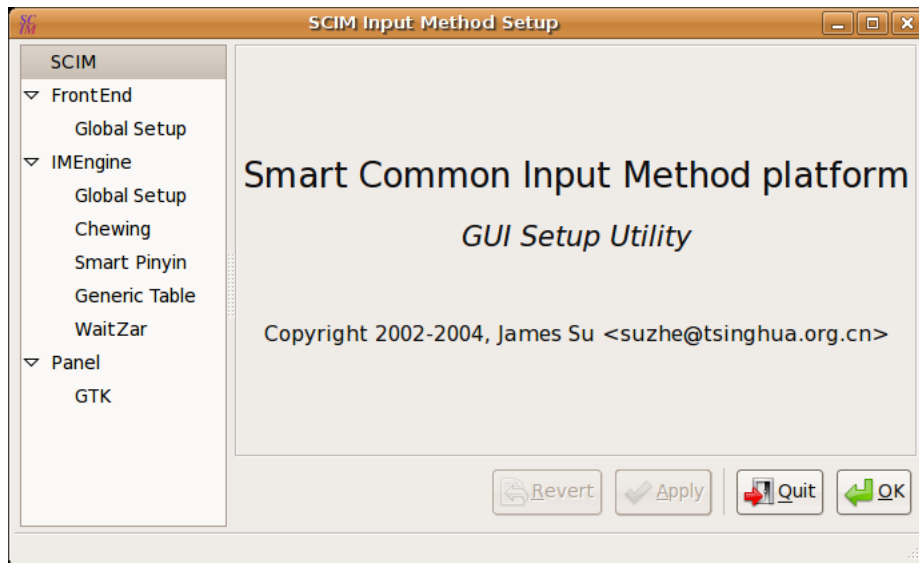 SCIM Input Method Setup
SCIM
FrontEnd
Global Setup
IMEngine
Global Setup
Chewing
Smart Pinyin
Generic Table
WaitZar
Panel
GTK
Smart Common Input Method platform
GUI Setup Utility
Copyright 2002-2004, James Su <suzhe@tsinghua.org.cn>
Revert Apply Quit OK